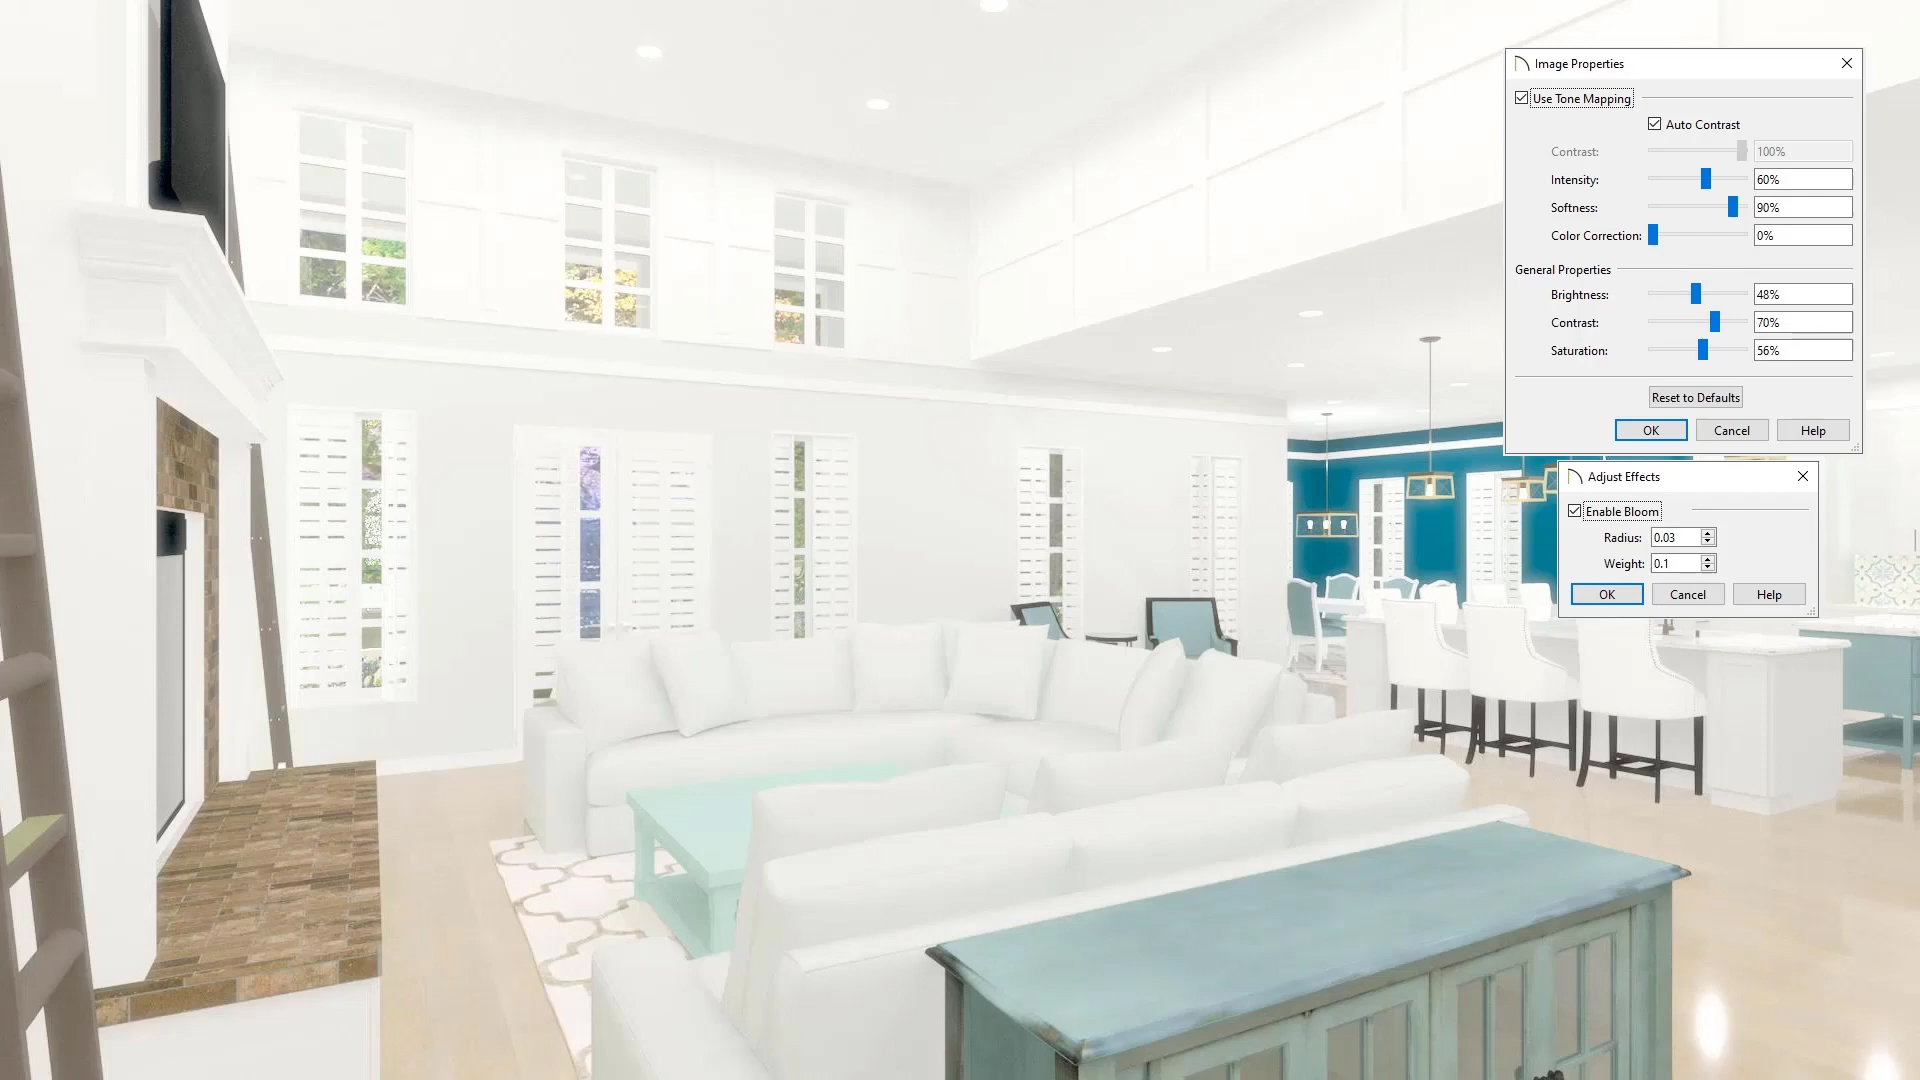 Image Properties
Use Tone Mapping
Auto Contrast
Contrast: 100%
Intensity: 60%
Softness: 90%
Color Correction: 0%
General Properties
Brightness: 48%
Contrast: 70%
Saturation: 56%
Reset to Defaults
OK Cancel Help
Adjust Effects
Enable Bloom
Radius: 0.03
Weight: 0.1
OK Cancel Help